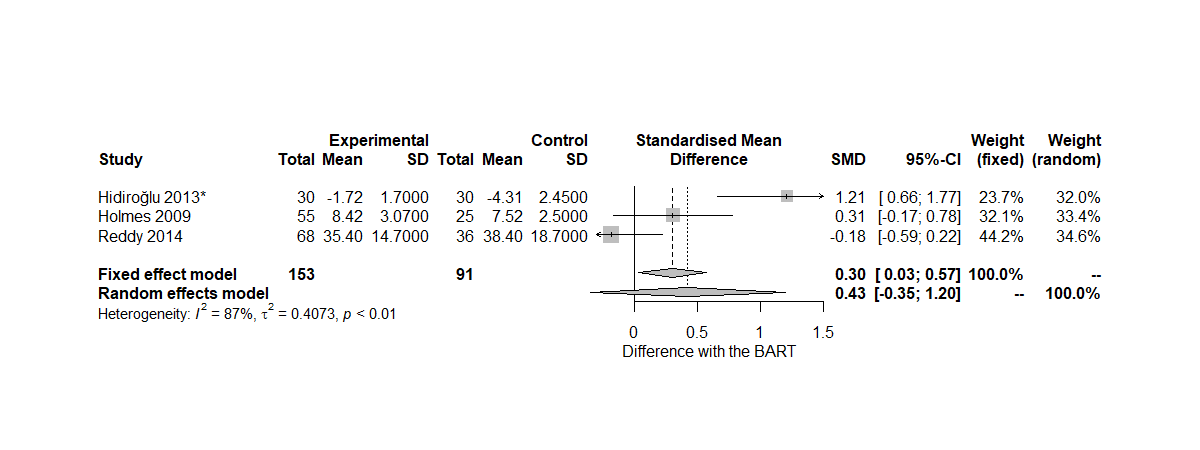 Experimental Control Standardised Mean Weight Weight
Study Total Mean SD Total Mean SD Difference SMD 95%-CI (fixed) (random)
Hidiroğlu 2013* 30 -1.72 1.7000 30 -4.31 2.4500 1.21 [ 0.66; 1.77] 23.7% 32.0%
Holmes 2009 55 8.42 3.0700 25 7.52 2.5000 0.31 [-0.17; 0.78] 32.1% 33.4%
Reddy 2014 68 35.40 14.7000 36 38.40 18.7000 -0.18 [-0.59; 0.22] 44.2% 34.6%
Fixed effect model 153 91 0.30 [ 0.03; 0.57] 100.0% --
Random effects model 0.43 [-0.35; 1.20] -- 100.0%
Heterogeneity: I² = 87%, τ² = 0.4073, p < 0.01
0 0.5 1 1.5
Difference with the BART